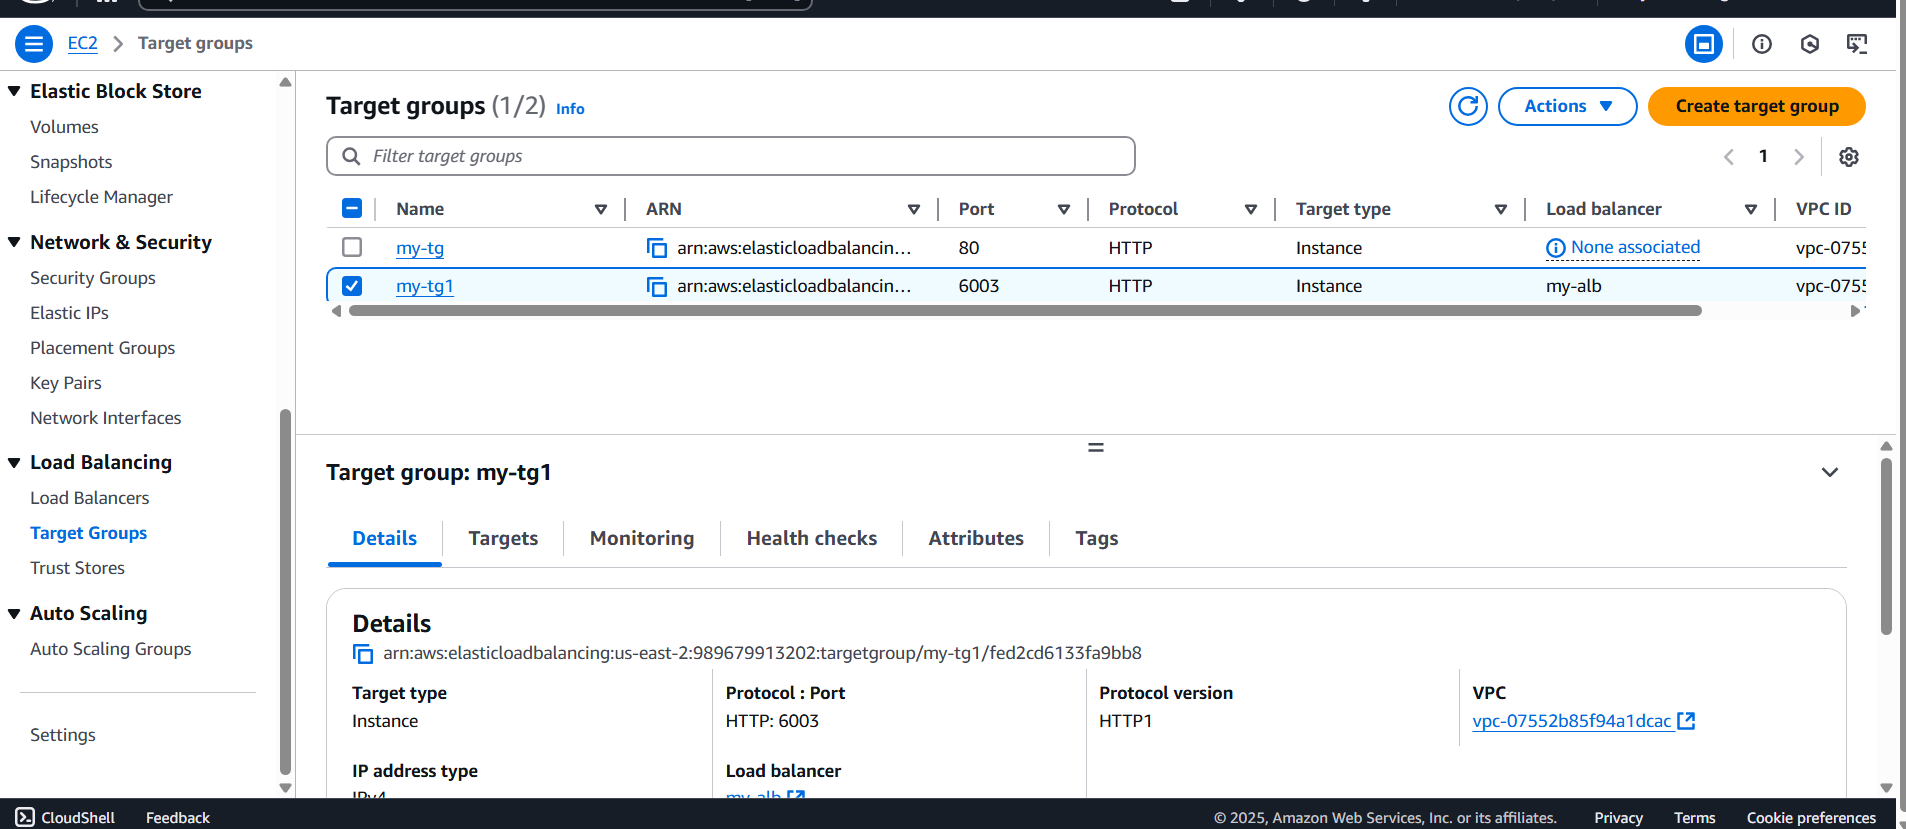 EC2 > Target groups
Elastic Block Store
Volumes
Snapshots
Lifecycle Manager
Network & Security
Security Groups
Elastic IPs
Placement Groups
Key Pairs
Network Interfaces
Load Balancing
Load Balancers
Target Groups
Trust Stores
Auto Scaling
Auto Scaling Groups
Settings
Target groups (1/2) Info
Actions
Create target group
Filter target groups
1
Name ARN Port Protocol Target type Load balancer VPC ID
my-tg arn:aws:elasticloadbalancin... 80 HTTP Instance None associated vpc-0755
my-tg1 arn:aws:elasticloadbalancin... 6003 HTTP Instance my-alb vpc-0755
Target group: my-tg1
Details Targets Monitoring Health checks Attributes Tags
Details
arn:aws:elasticloadbalancing:us-east-2:989679913202:targetgroup/my-tg1/fed2cd6133fa9bb8
Target type
Instance
Protocol : Port
HTTP: 6003
Protocol version
HTTP1
VPC
vpc-07552b85f94a1dcac
IP address type
IPv4
Load balancer
my-alb
CloudShell Feedback © 2025, Amazon Web Services, Inc. or its affiliates. Privacy Terms Cookie preferences